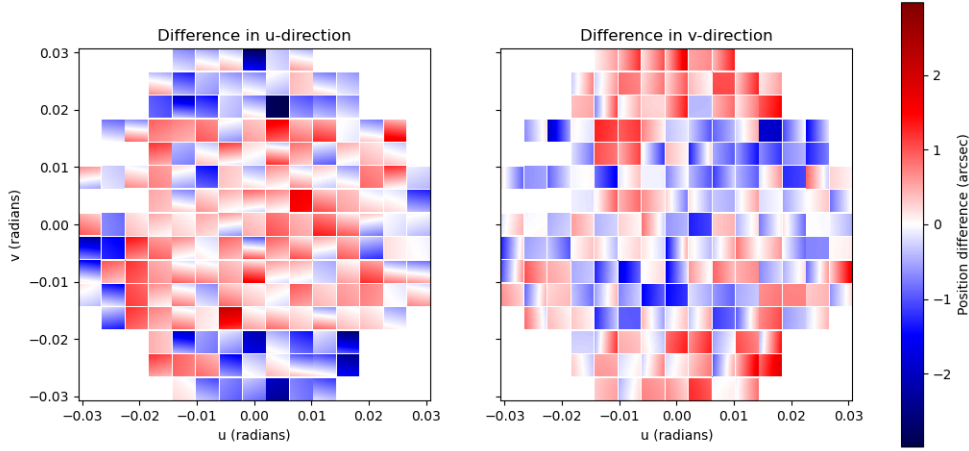 Difference in u-direction
Difference in v-direction
0.03
0.02
0.01
0.00
−0.01
−0.02
−0.03
v (radians)
−0.03 −0.02 −0.01 0.00 0.01 0.02 0.03
u (radians)
−0.03 −0.02 −0.01 0.00 0.01 0.02 0.03
u (radians)
2
1
0
−1
−2
Position difference (arcsec)